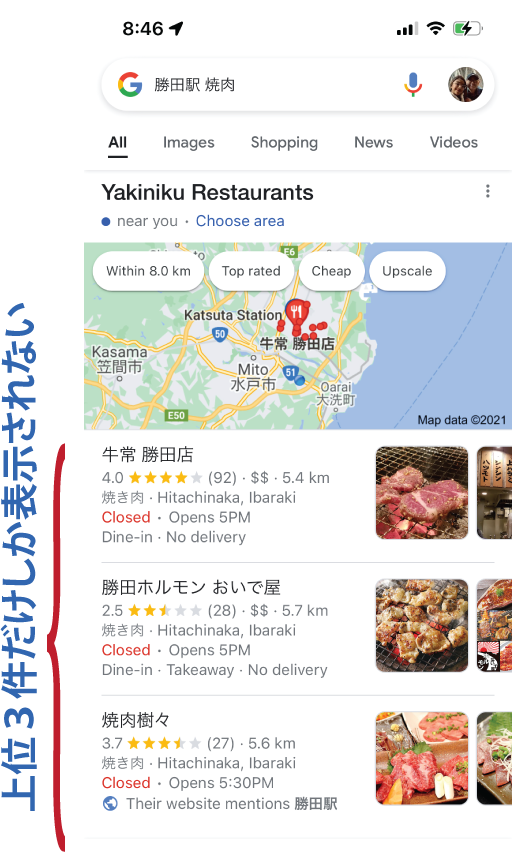 8:46
勝田駅 焼肉
All Images Shopping News Videos
Yakiniku Restaurants
near you · Choose area
Within 8.0 km Top rated Cheap Upscale
E6
Katsuta Station
50
牛常 勝田店
Kasama
笠間市
Mito
水戸市
51
Oarai
大洗町
E50
Map data ©2021
上位3件だけしか表示されない
牛常 勝田店
4.0 (92) · $$ · 5.4 km
焼き肉 · Hitachinaka, Ibaraki
Closed · Opens 5PM
Dine-in · No delivery
勝田ホルモン おいで屋
2.5 (28) · $$ · 5.7 km
焼き肉 · Hitachinaka, Ibaraki
Closed · Opens 5PM
Dine-in · Takeaway · No delivery
焼肉樹々
3.7 (27) · 5.6 km
焼き肉 · Hitachinaka, Ibaraki
Closed · Opens 5:30PM
Their website mentions 勝田駅